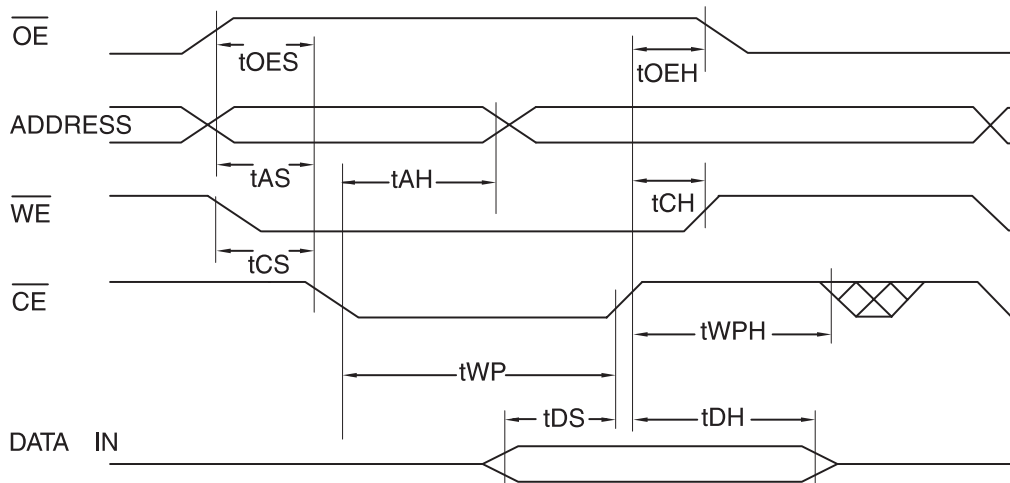 OE
tOES
tOEH
ADDRESS
tAS
tAH
tCH
WE
tCS
CE
tWPH
tWP
tDS
tDH
DATA IN